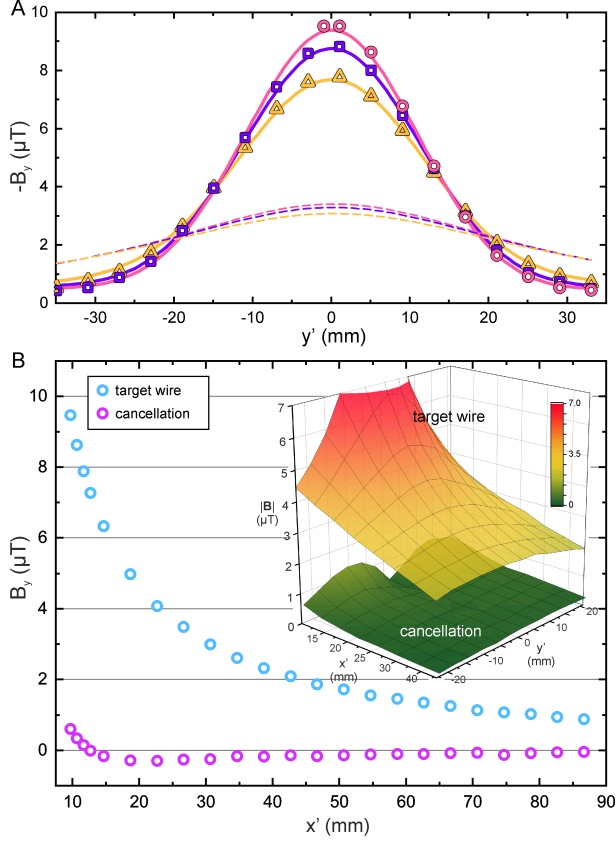 A
10
8
6
4
2
0
-B_y (µT)
-30 -20 -10 0 10 20 30
y' (mm)
B
target wire
cancellation
10
8
6
4
2
0
B_y (µT)
10 20 30 40 50 60 70 80 90
x' (mm)
7
6
5
4
3
2
1
0
|B|
(µT)
target wire
7.0
3.5
0
cancellation
15
20
25
30
35
40
x'
(mm)
-20
-10
0
10
20
y'
(mm)